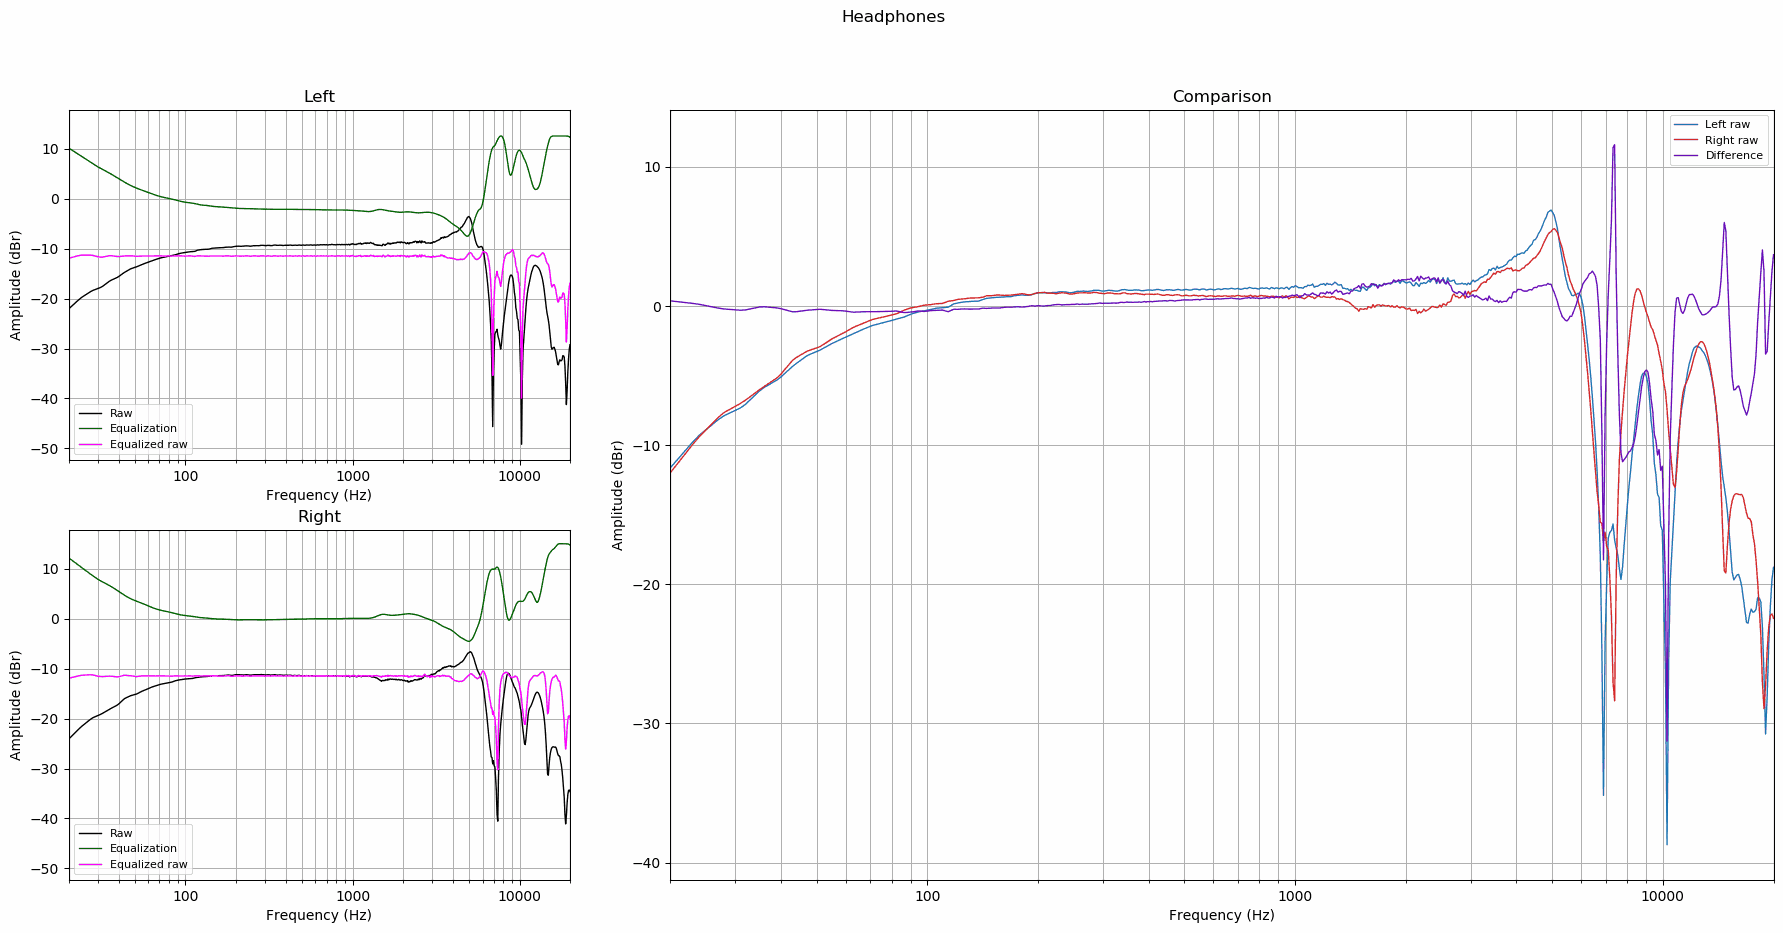 Headphones
Left
10
0
−10
−20
−30
−40
−50
Amplitude (dBr)
Raw
Equalization
Equalized raw
100
1000
10000
Frequency (Hz)
Right
10
0
−10
−20
−30
−40
−50
Amplitude (dBr)
Raw
Equalization
Equalized raw
100
1000
10000
Frequency (Hz)
Comparison
10
0
−10
−20
−30
−40
Amplitude (dBr)
Left raw
Right raw
Difference
100
1000
10000
Frequency (Hz)